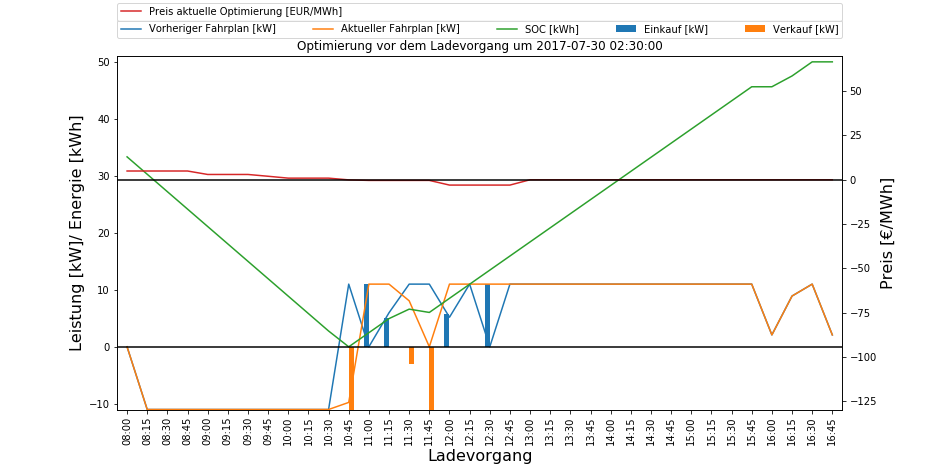 Preis aktuelle Optimierung [EUR/MWh]
Vorheriger Fahrplan [kW] Aktueller Fahrplan [kW] SOC [kWh] Einkauf [kW] Verkauf [kW]
Optimierung vor dem Ladevorgang um 2017-07-30 02:30:00
Leistung [kW]/ Energie [kWh]
50
40
30
20
10
0
−10
50
25
0
−25
−50
−75
−100
−125
Preis [€/MWh]
08:00 08:15 08:30 08:45 09:00 09:15 09:30 09:45 10:00 10:15 10:30 10:45 11:00 11:15 11:30 11:45 12:00 12:15 12:30 12:45 13:00 13:15 13:30 13:45 14:00 14:15 14:30 14:45 15:00 15:15 15:30 15:45 16:00 16:15 16:30 16:45
Ladevorgang